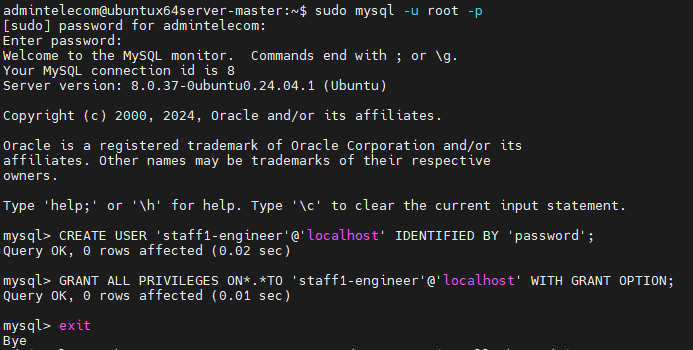 admintelecom@ubuntux64server-master:~$ sudo mysql -u root -p
[sudo] password for admintelecom:
Enter password:
Welcome to the MySQL monitor.  Commands end with ; or \g.
Your MySQL connection id is 8
Server version: 8.0.37-0ubuntu0.24.04.1 (Ubuntu)
Copyright (c) 2000, 2024, Oracle and/or its affiliates.
Oracle is a registered trademark of Oracle Corporation and/or its
affiliates. Other names may be trademarks of their respective
owners.
Type 'help;' or '\h' for help. Type '\c' to clear the current input statement.
mysql> CREATE USER 'staff1-engineer'@'localhost' IDENTIFIED BY 'password';
Query OK, 0 rows affected (0.02 sec)
mysql> GRANT ALL PRIVILEGES ON*.*TO 'staff1-engineer'@'localhost' WITH GRANT OPTION;
Query OK, 0 rows affected (0.01 sec)
mysql> exit
Bye